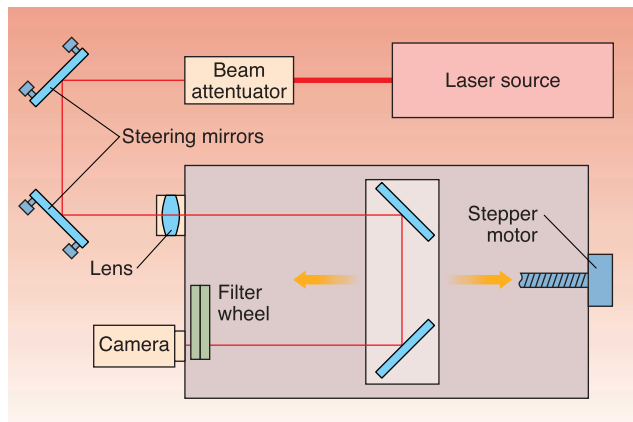 Beam
attentuator
Laser source
Steering mirrors
Stepper
motor
Lens
Filter
wheel
Camera